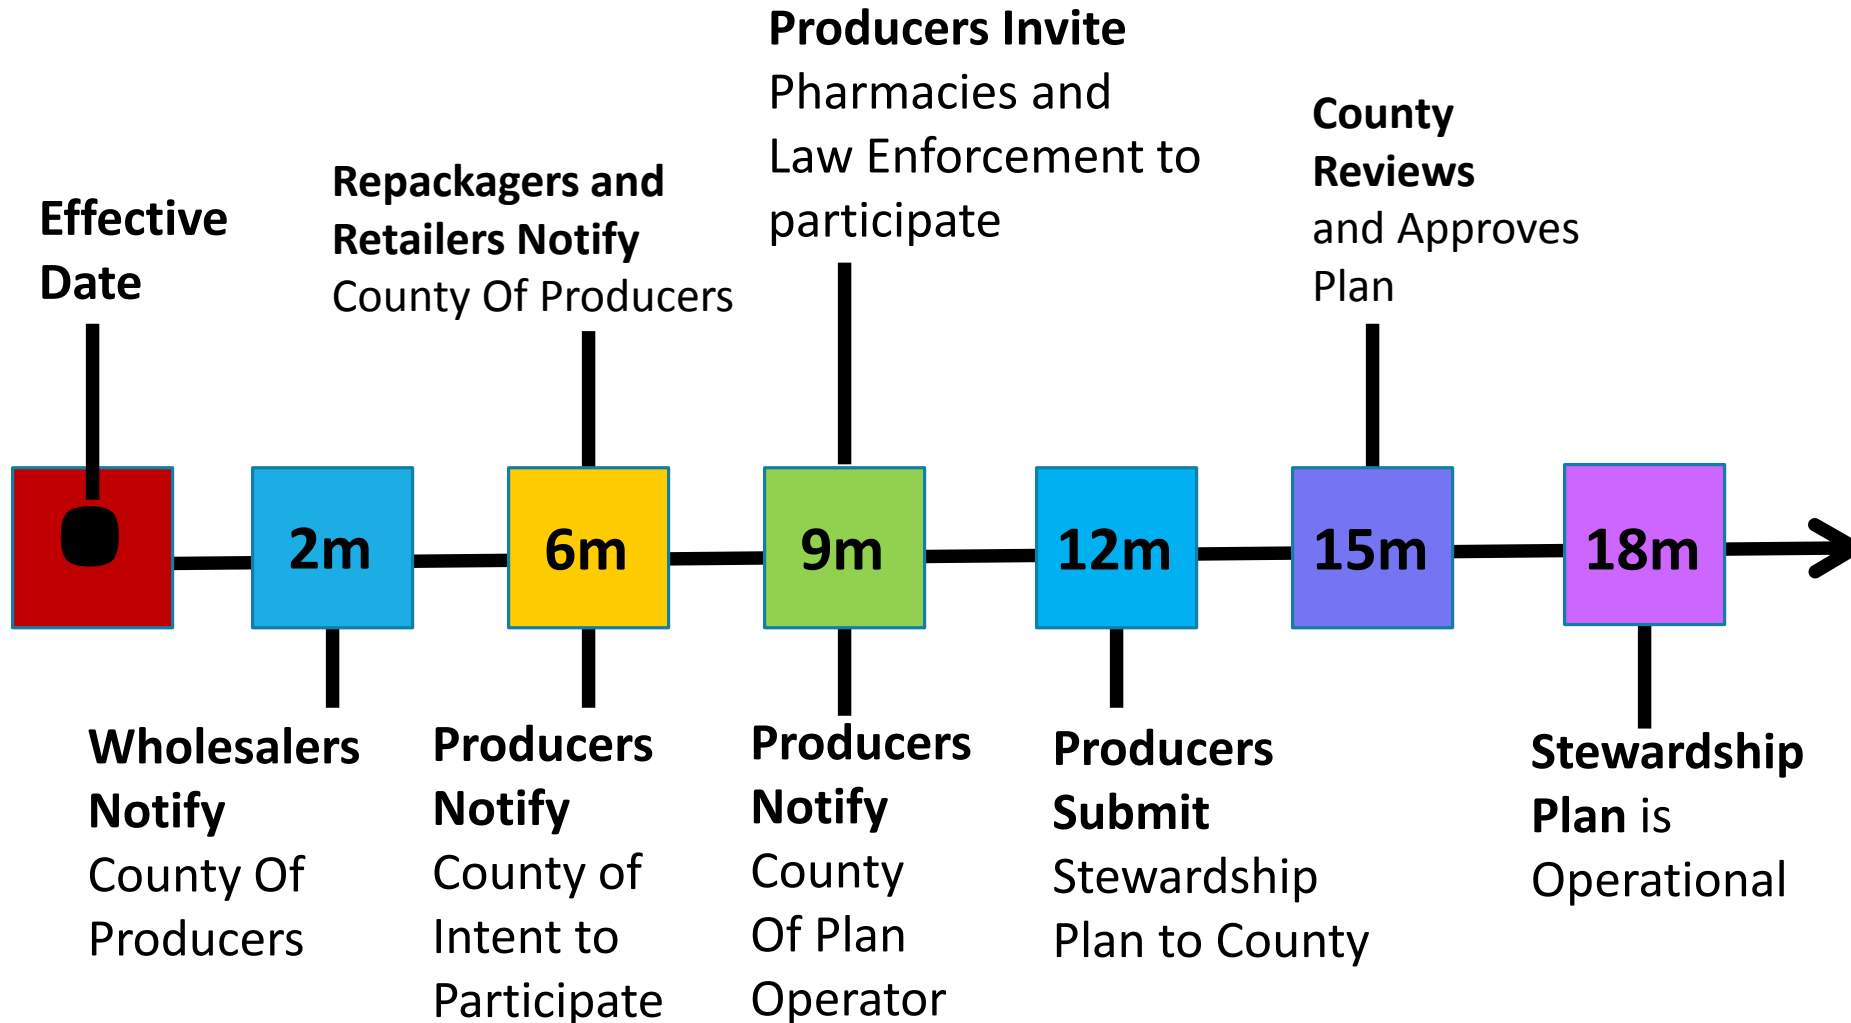 Effective
Date
Repackagers and
Retailers Notify
County Of Producers
Producers Invite
Pharmacies and
Law Enforcement to
participate
County
Reviews
and Approves
Plan
2m
6m
9m
12m
15m
18m
Wholesalers
Notify
County Of
Producers
Producers
Notify
County of
Intent to
Participate
Producers
Notify
County
Of Plan
Operator
Producers
Submit
Stewardship
Plan to County
Stewardship
Plan is
Operational